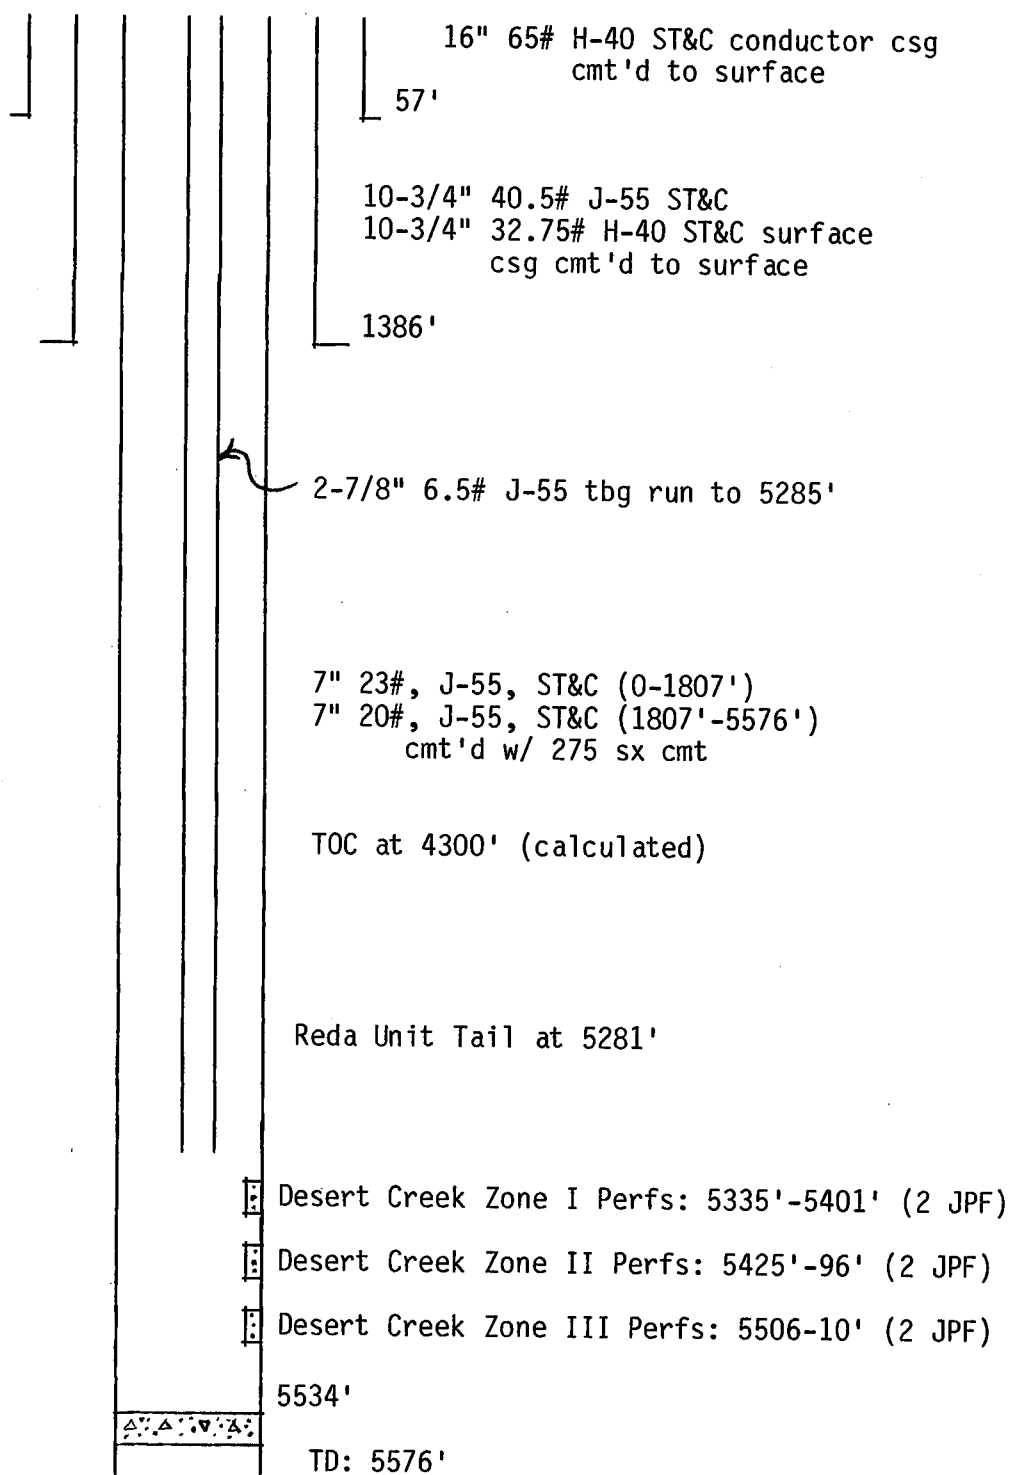 16" 65# H-40 ST&C conductor csg
cmt'd to surface
57'
10-3/4" 40.5# J-55 ST&C
10-3/4" 32.75# H-40 ST&C surface
csg cmt'd to surface
1386'
2-7/8" 6.5# J-55 tbg run to 5285'
7" 23#, J-55, ST&C (0-1807')
7" 20#, J-55, ST&C (1807'-5576')
cmt'd w/ 275 sx cmt
TOC at 4300' (calculated)
Reda Unit Tail at 5281'
Desert Creek Zone I Perfs: 5335'-5401' (2 JPF)
Desert Creek Zone II Perfs: 5425'-96' (2 JPF)
Desert Creek Zone III Perfs: 5506-10' (2 JPF)
5534'
TD: 5576'